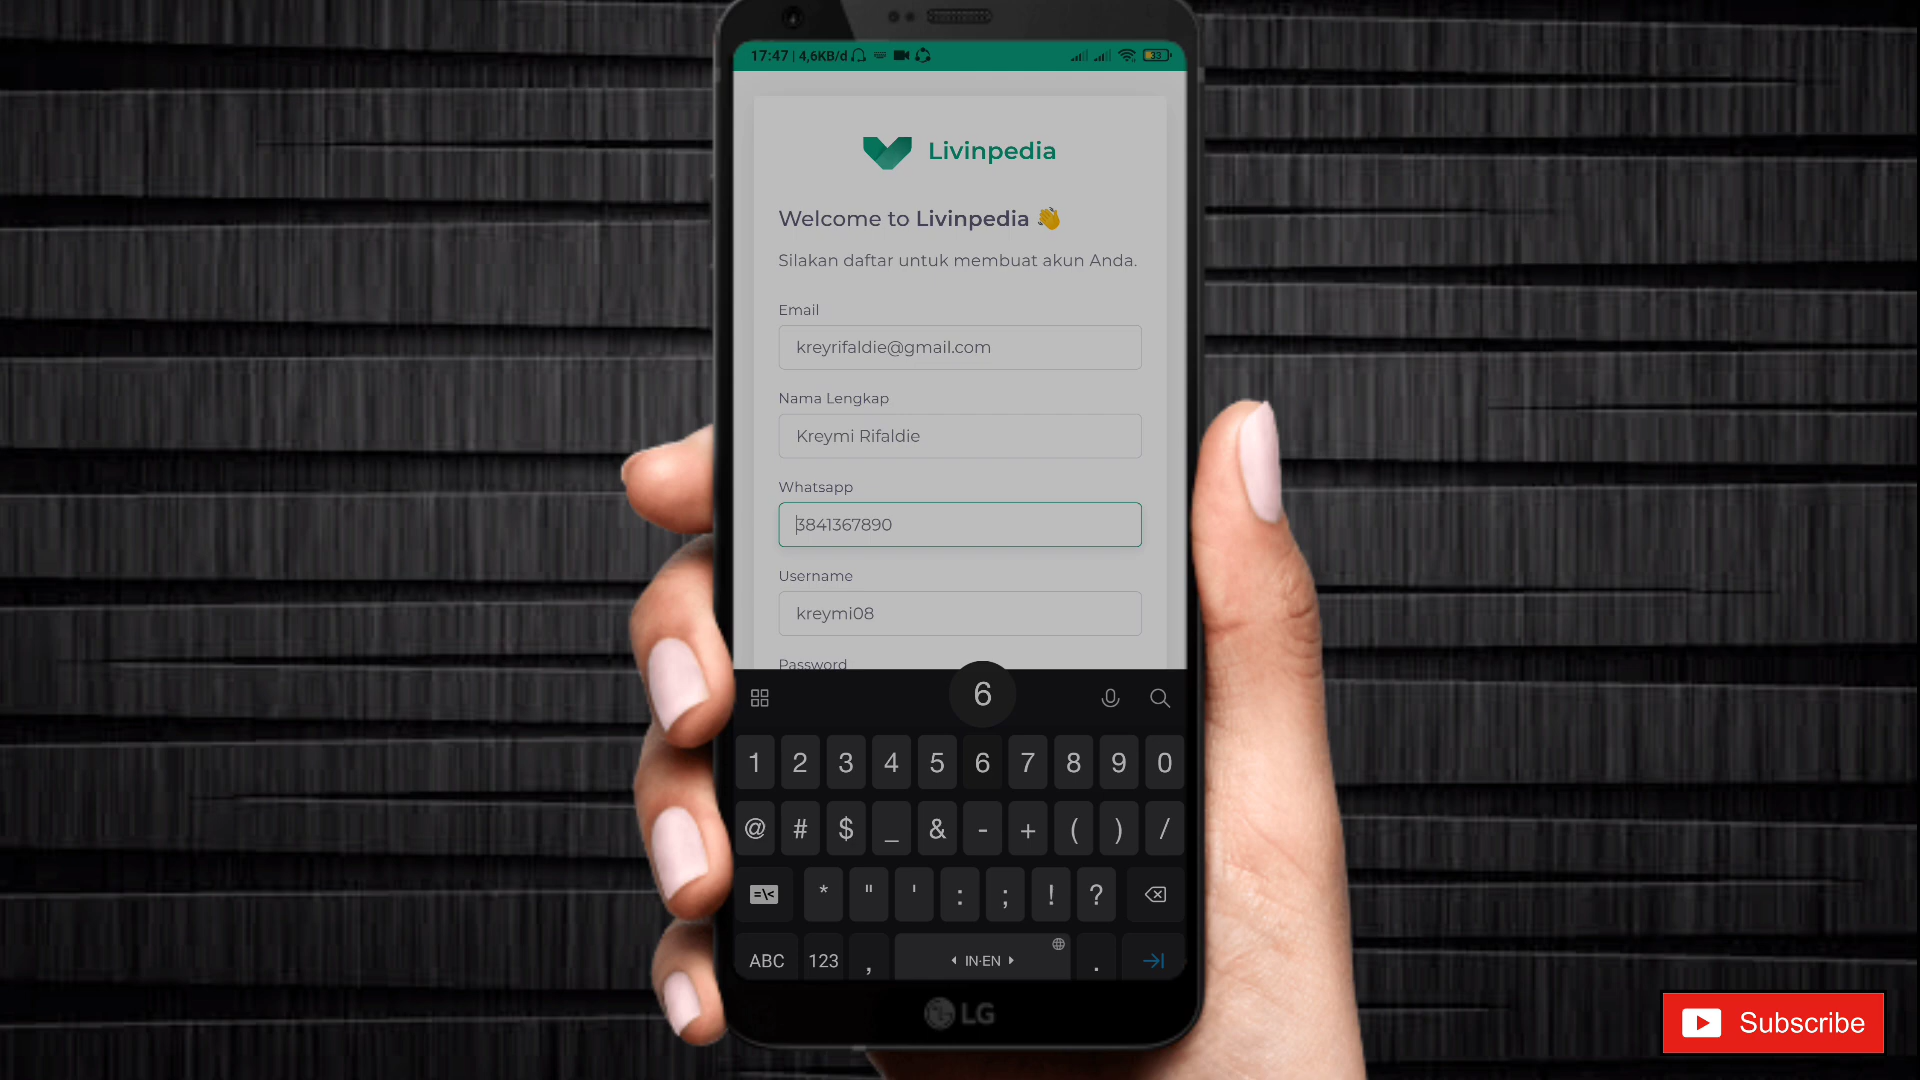 17:47 | 4,6KB/d
33
Livinpedia
Welcome to Livinpedia 👋
Silakan daftar untuk membuat akun Anda.
Email
kreyrifaldie@gmail.com
Nama Lengkap
Kreymi Rifaldie
Whatsapp
3841367890
Username
kreymi08
Password
6
1 2 3 4 5 6 7 8 9 0
@ # $ _ & - + ( ) /
=\< * " ' : ; ! ?
ABC 123 , IN·EN .
LG
Subscribe